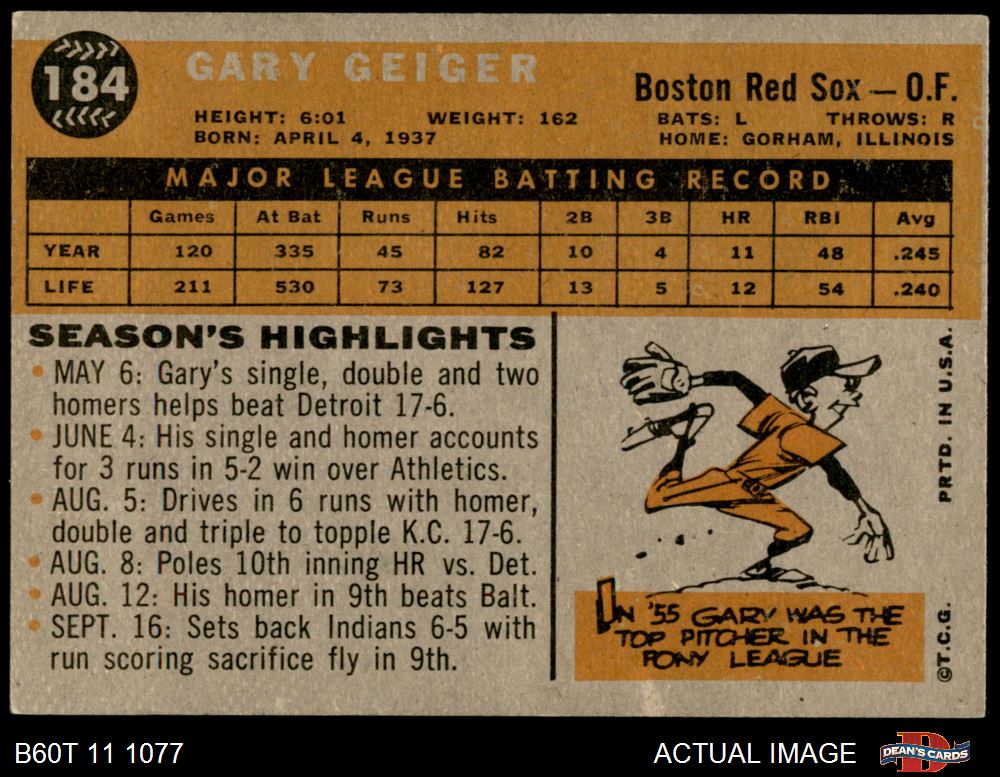 184
GARY GEIGER
Boston Red Sox — O.F.
HEIGHT: 6:01 WEIGHT: 162 BATS: L THROWS: R
BORN: APRIL 4, 1937 HOME: GORHAM, ILLINOIS
MAJOR LEAGUE BATTING RECORD
Games At Bat Runs Hits 2B 3B HR RBI Avg
YEAR 120 335 45 82 10 4 11 48 .245
LIFE 211 530 73 127 13 5 12 54 .240
SEASON'S HIGHLIGHTS
• MAY 6: Gary's single, double and two
homers helps beat Detroit 17-6.
• JUNE 4: His single and homer accounts
for 3 runs in 5-2 win over Athletics.
• AUG. 5: Drives in 6 runs with homer,
double and triple to topple K.C. 17-6.
• AUG. 8: Poles 10th inning HR vs. Det.
• AUG. 12: His homer in 9th beats Balt.
• SEPT. 16: Sets back Indians 6-5 with
run scoring sacrifice fly in 9th.
IN '55 GARY WAS THE
TOP PITCHER IN THE
PONY LEAGUE
©T.C.G. PRTD. IN U.S.A.
B60T 11 1077
ACTUAL IMAGE
DEAN'S CARDS